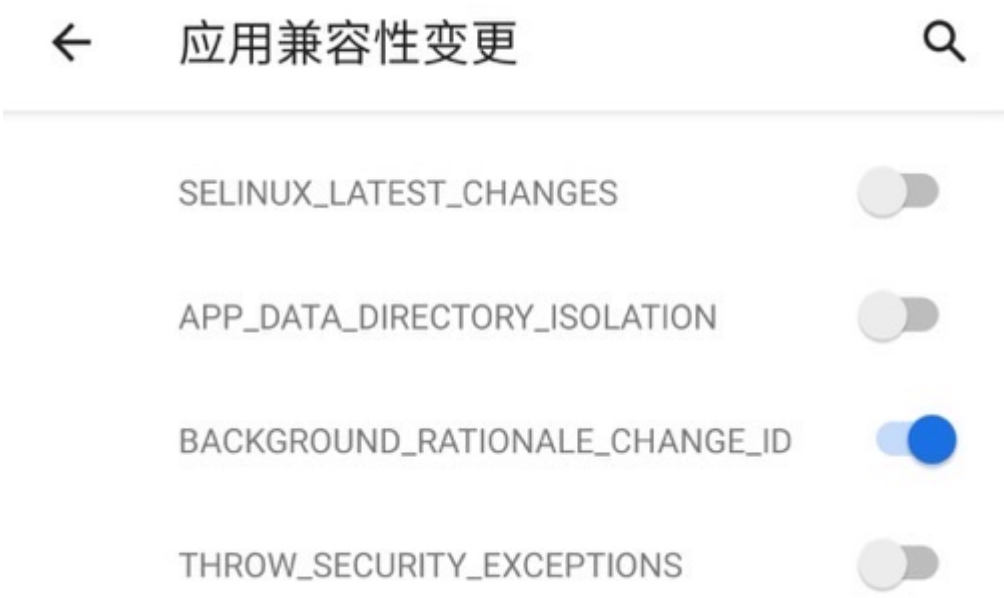 应用兼容性变更
SELINUX_LATEST_CHANGES
APP_DATA_DIRECTORY_ISOLATION
BACKGROUND_RATIONALE_CHANGE_ID
THROW_SECURITY_EXCEPTIONS